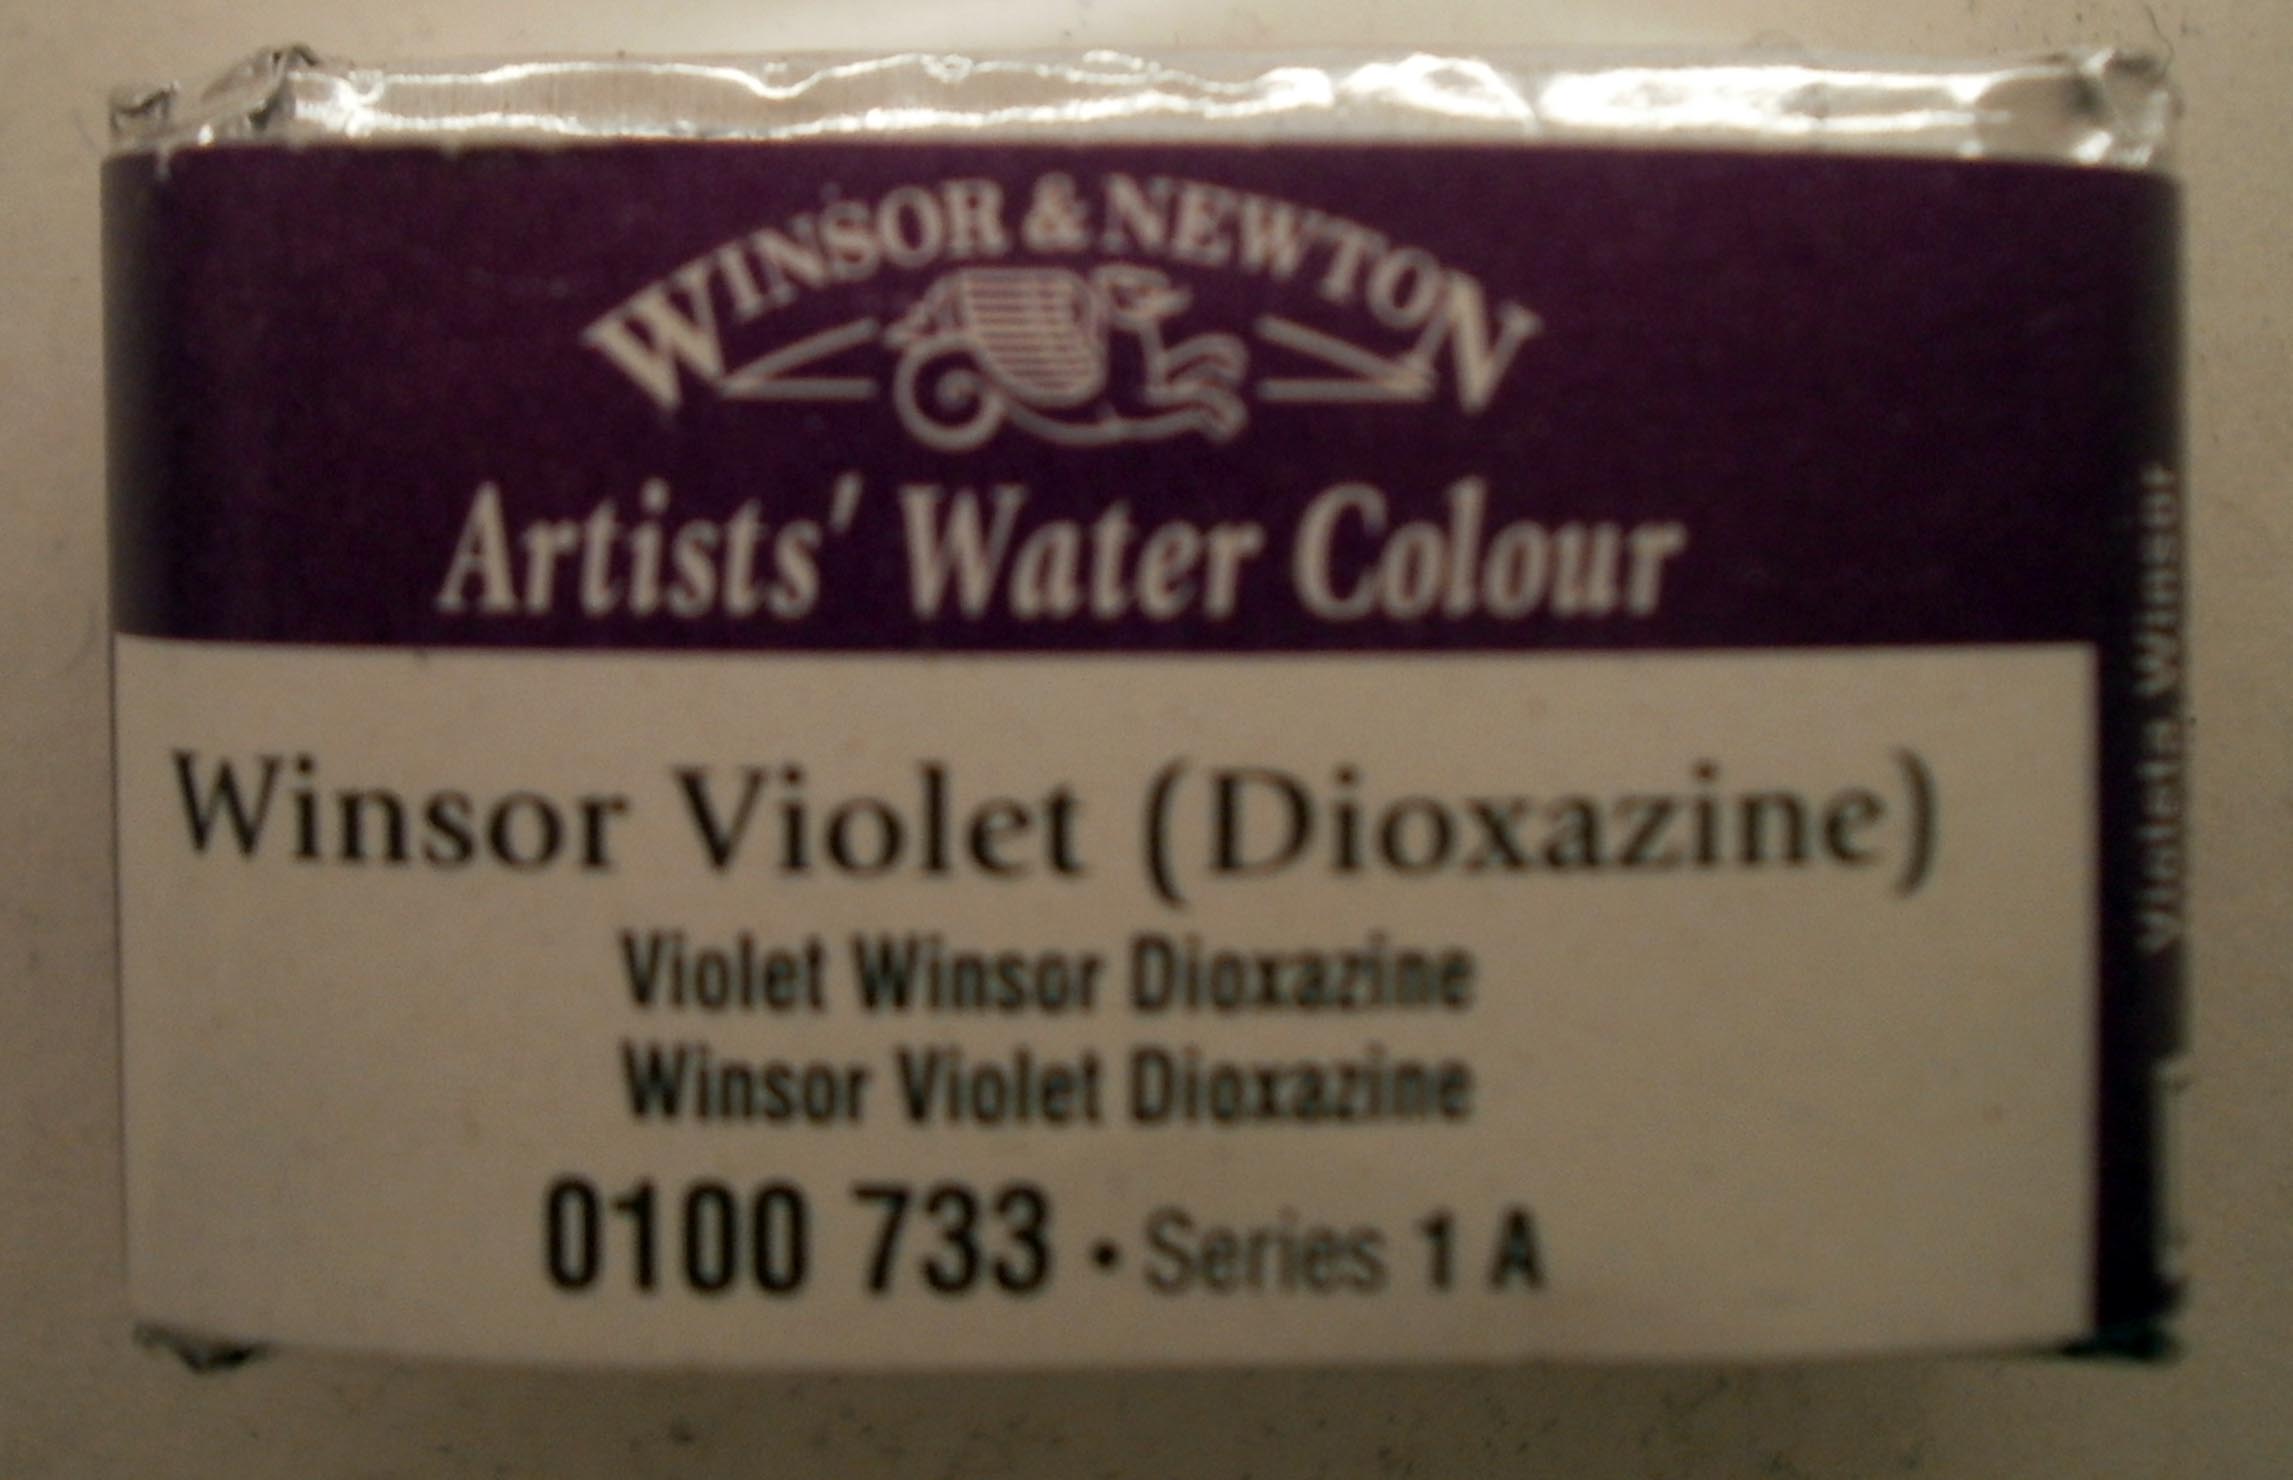 WINSOR & NEWTON
Artists' Water Colour
Winsor Violet (Dioxazine)
Violet Winsor Dioxazine
Winsor Violet Dioxazine
0100 733 • Series 1 A
Violeta Winsor